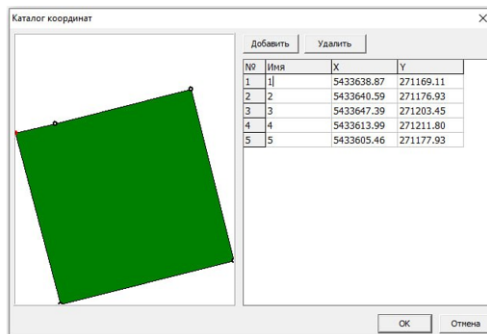 Каталог координат
Добавить Удалить
№ Имя X Y
1 1 5433638.87 271169.11
2 2 5433640.59 271176.93
3 3 5433647.39 271203.45
4 4 5433613.99 271211.80
5 5 5433605.46 271177.93
OK Отмена